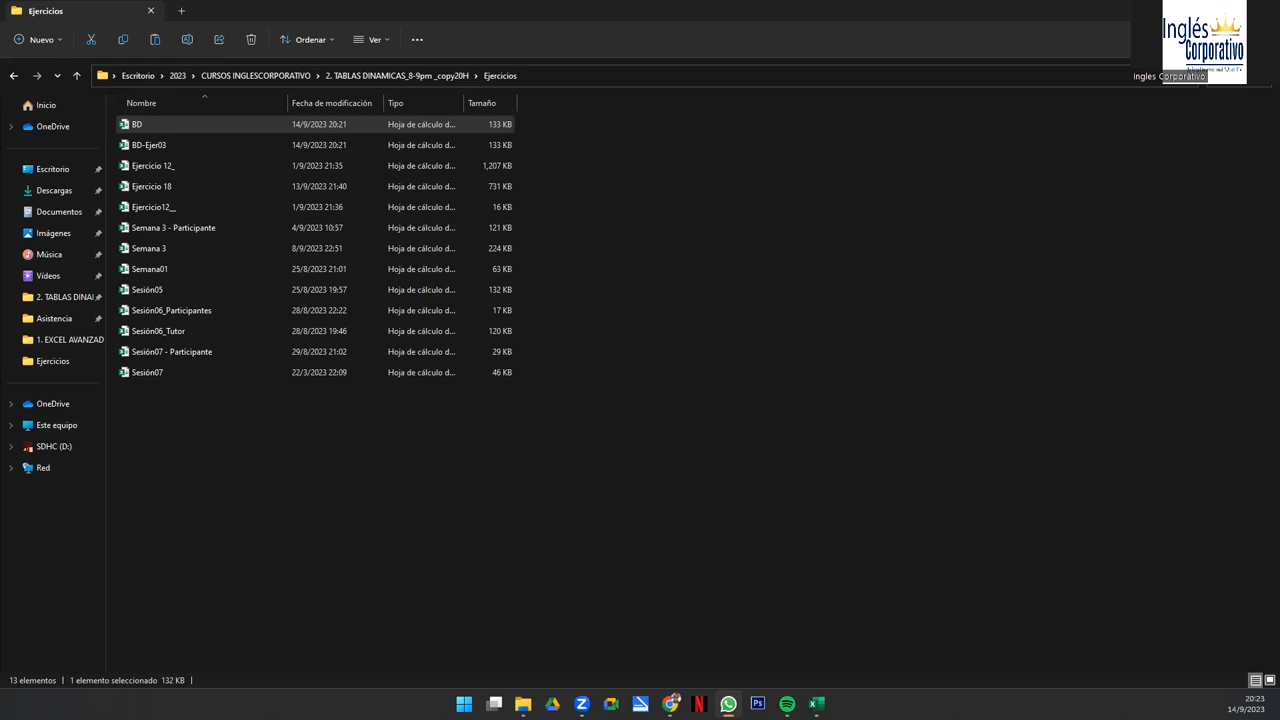 Ejercicios
Nuevo
Ordenar
Ver
Inglés
Corporativo
Ingles Corporativo
Escritorio > 2023 > CURSOS INGLESCORPORATIVO > 2. TABLAS DINAMICAS_8-9pm _copy20H > Ejercicios
Nombre Fecha de modificación Tipo Tamaño
BD 14/9/2023 20:21 Hoja de cálculo d... 133 KB
BD-Ejer03 14/9/2023 20:21 Hoja de cálculo d... 133 KB
Ejercicio 12_ 1/9/2023 21:35 Hoja de cálculo d... 1,207 KB
Ejercicio 18 13/9/2023 21:40 Hoja de cálculo d... 731 KB
Ejercicio12__ 1/9/2023 21:36 Hoja de cálculo d... 16 KB
Semana 3 - Participante 4/9/2023 10:57 Hoja de cálculo d... 121 KB
Semana 3 8/9/2023 22:51 Hoja de cálculo d... 224 KB
Semana01 25/8/2023 21:01 Hoja de cálculo d... 63 KB
Sesión05 25/8/2023 19:57 Hoja de cálculo d... 132 KB
Sesión06_Participantes 28/8/2023 22:22 Hoja de cálculo d... 17 KB
Sesión06_Tutor 28/8/2023 19:46 Hoja de cálculo d... 120 KB
Sesión07 - Participante 29/8/2023 21:02 Hoja de cálculo d... 29 KB
Sesión07 22/3/2023 22:09 Hoja de cálculo d... 46 KB
Inicio
OneDrive
Escritorio
Descargas
Documentos
Imágenes
Música
Vídeos
2. TABLAS DINA
Asistencia
1. EXCEL AVANZAD
Ejercicios
OneDrive
Este equipo
SDHC (D:)
Red
13 elementos | 1 elemento seleccionado 132 KB |
N
Ps
20:23
14/9/2023